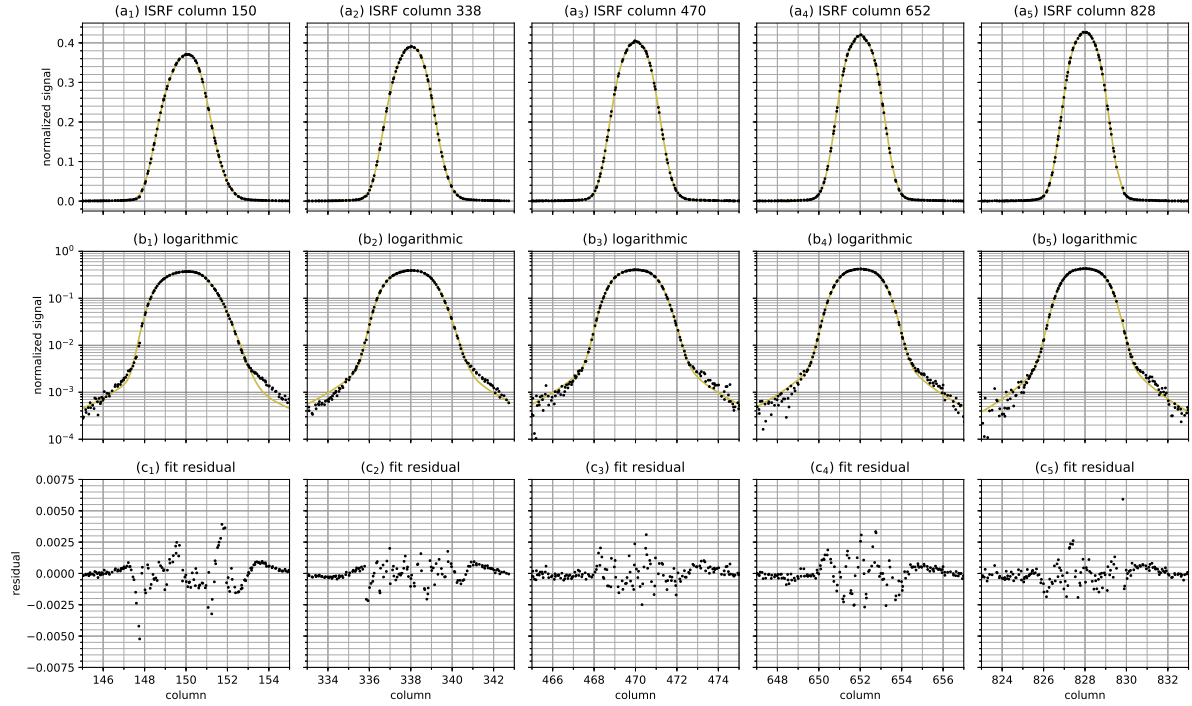 (a₁) ISRF column 150
(a₂) ISRF column 338
(a₃) ISRF column 470
(a₄) ISRF column 652
(a₅) ISRF column 828
normalized signal
0.4
0.3
0.2
0.1
0.0
(b₁) logarithmic
(b₂) logarithmic
(b₃) logarithmic
(b₄) logarithmic
(b₅) logarithmic
normalized signal
10⁰
10⁻¹
10⁻²
10⁻³
10⁻⁴
(c₁) fit residual
(c₂) fit residual
(c₃) fit residual
(c₄) fit residual
(c₅) fit residual
residual
0.0075
0.0050
0.0025
0.0000
−0.0025
−0.0050
−0.0075
146 148 150 152 154
334 336 338 340 342
466 468 470 472 474
648 650 652 654 656
824 826 828 830 832
column
column
column
column
column